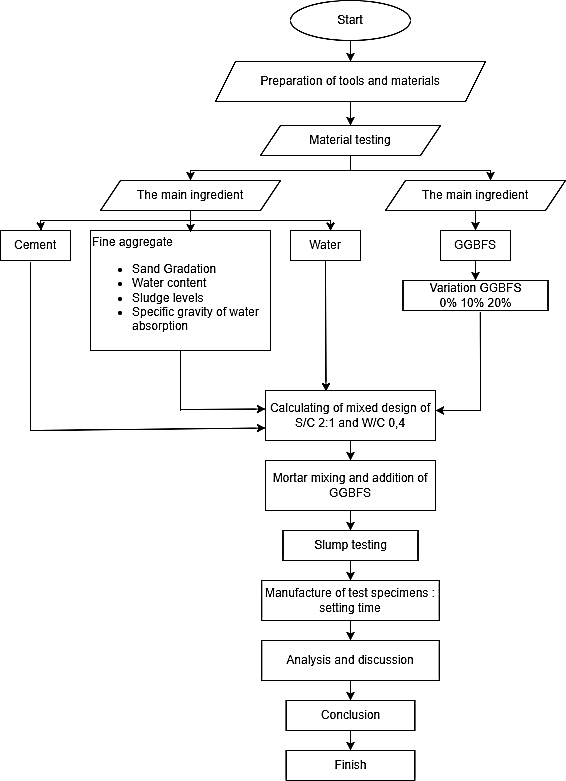 Start
Preparation of tools and materials
Material testing
The main ingredient
The main ingredient
Cement
Fine aggregate
• Sand Gradation
• Water content
• Sludge levels
• Specific gravity of water
absorption
Water
GGBFS
Variation GGBFS
0% 10% 20%
Calculating of mixed design of
S/C 2:1 and W/C 0,4
Mortar mixing and addition of
GGBFS
Slump testing
Manufacture of test specimens :
setting time
Analysis and discussion
Conclusion
Finish